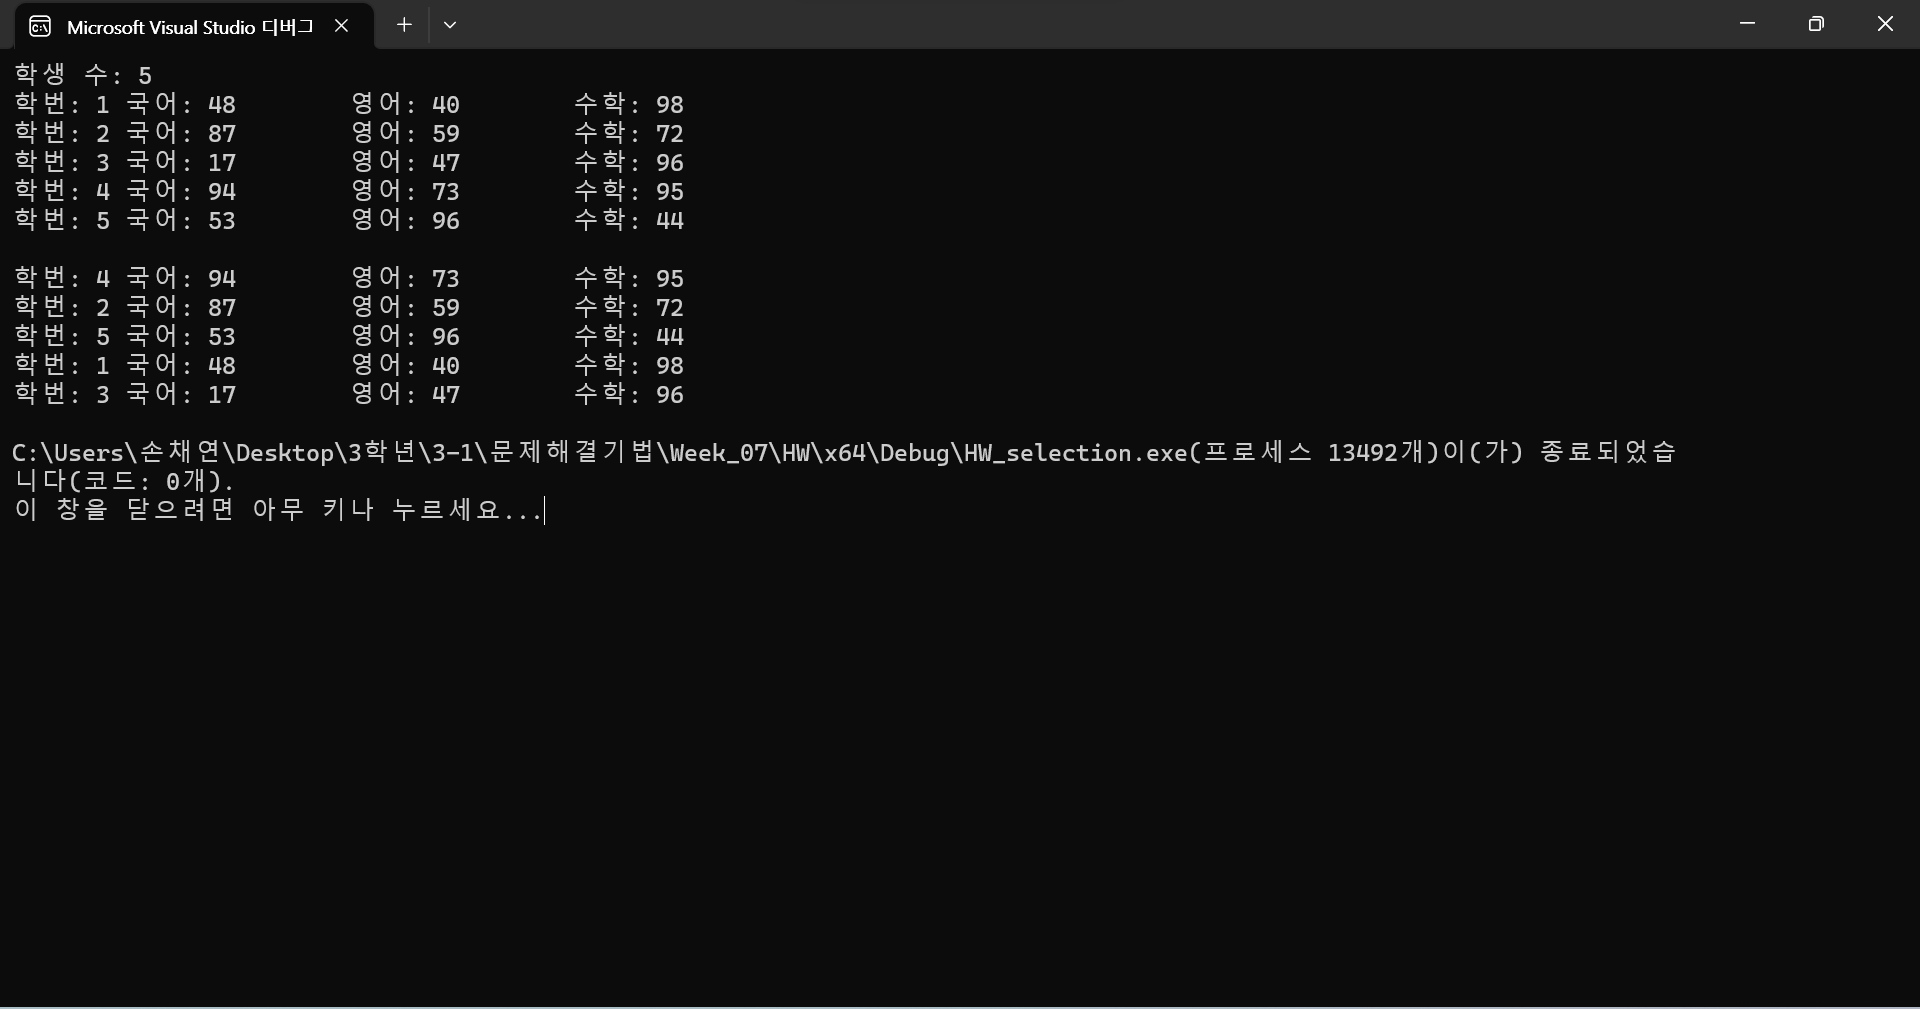 Microsoft Visual Studio 디버그
학생 수: 5
학번: 1 국어: 48 영어: 40 수학: 98
학번: 2 국어: 87 영어: 59 수학: 72
학번: 3 국어: 17 영어: 47 수학: 96
학번: 4 국어: 94 영어: 73 수학: 95
학번: 5 국어: 53 영어: 96 수학: 44
학번: 4 국어: 94 영어: 73 수학: 95
학번: 2 국어: 87 영어: 59 수학: 72
학번: 5 국어: 53 영어: 96 수학: 44
학번: 1 국어: 48 영어: 40 수학: 98
학번: 3 국어: 17 영어: 47 수학: 96
C:\Users\손채연\Desktop\3학년\3-1\문제해결기법\Week_07\HW\x64\Debug\HW_selection.exe(프로세스 13492개)이(가) 종료되었습
니다(코드: 0개).
이 창을 닫으려면 아무 키나 누르세요...